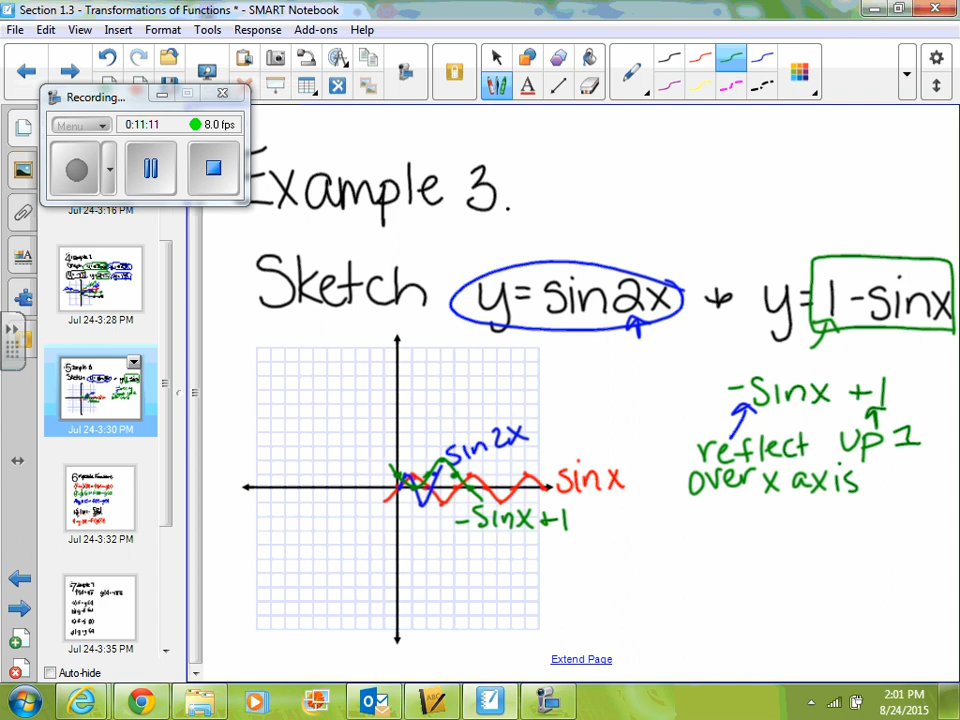 Section 1.3 - Transformations of Functions * - SMART Notebook
File Edit View Insert Format Tools Response Add-ons Help
Recording...
Menu 0:11:11 8.0 fps
Jul 24-3:16 PM
Jul 24-3:28 PM
Jul 24-3:30 PM
Jul 24-3:32 PM
Jul 24-3:35 PM
Auto-hide
Example 3.
Sketch y=sin2x + y=1-sinx
-sinx +1
reflect up 1
over x axis
sin2x
sinx
-sinx+1
Extend Page
2:01 PM
8/24/2015